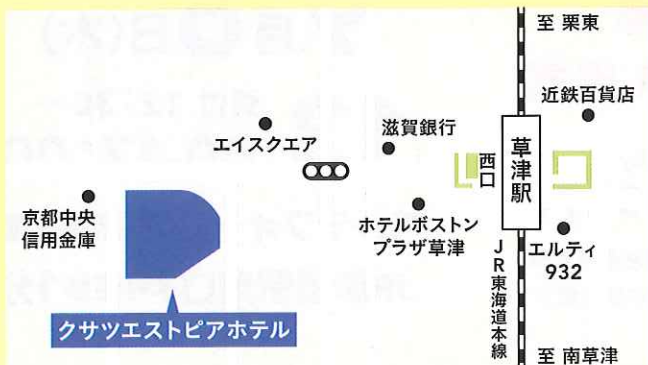 至 栗東
近鉄百貨店
滋賀銀行
エイスクエア
草津駅
西口
京都中央
信用金庫
ホテルボストン
プラザ草津
エルティ
932
JR東海道本線
クサツエストピアホテル
至 南草津